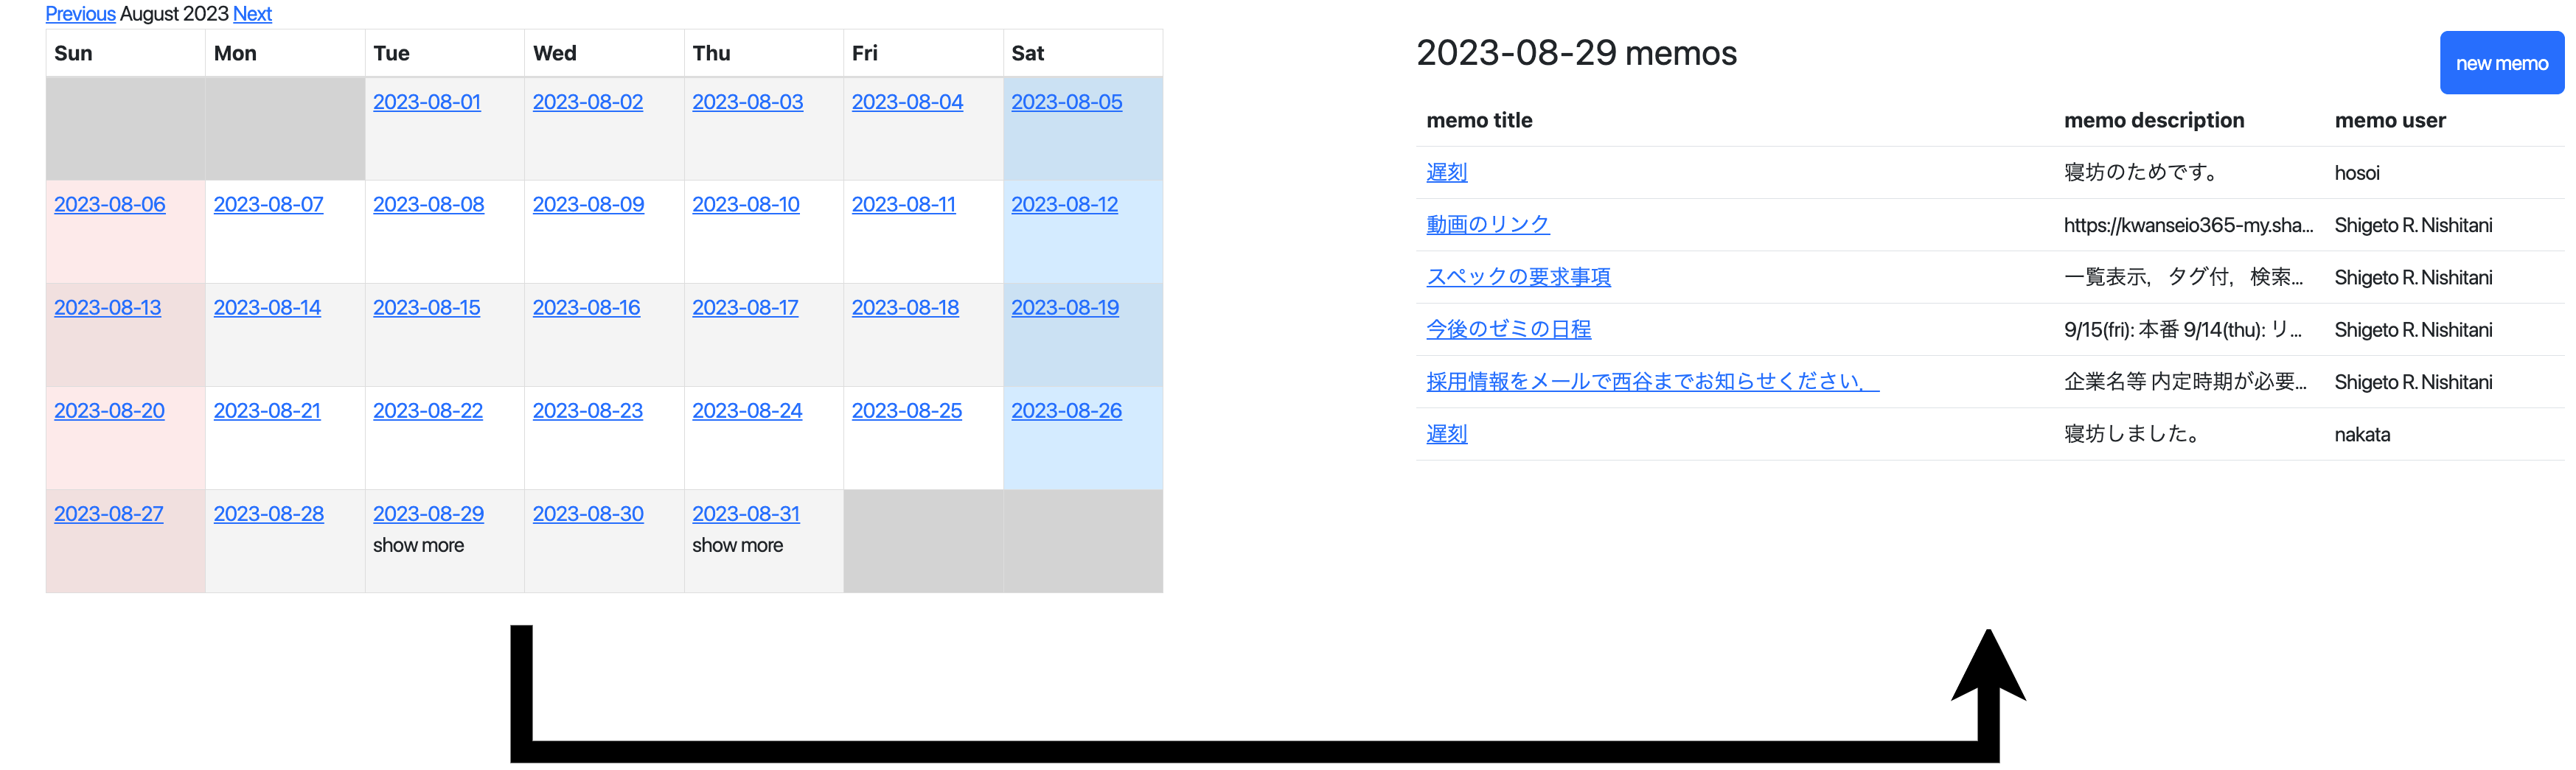 Previous August 2023 Next
Sun Mon Tue Wed Thu Fri Sat
2023-08-01 2023-08-02 2023-08-03 2023-08-04 2023-08-05
2023-08-06 2023-08-07 2023-08-08 2023-08-09 2023-08-10 2023-08-11 2023-08-12
2023-08-13 2023-08-14 2023-08-15 2023-08-16 2023-08-17 2023-08-18 2023-08-19
2023-08-20 2023-08-21 2023-08-22 2023-08-23 2023-08-24 2023-08-25 2023-08-26
2023-08-27 2023-08-28 2023-08-29 2023-08-30 2023-08-31
show more show more
2023-08-29 memos
new memo
memo title memo description memo user
遅刻 寝坊のためです。 hosoi
動画のリンク https://kwanseio365-my.sha... Shigeto R. Nishitani
スペックの要求事項 一覧表示，タグ付，検索... Shigeto R. Nishitani
今後のゼミの日程 9/15(fri): 本番 9/14(thu): リ... Shigeto R. Nishitani
採用情報をメールで西谷までお知らせください． 企業名等 内定時期が必要... Shigeto R. Nishitani
遅刻 寝坊しました。 nakata